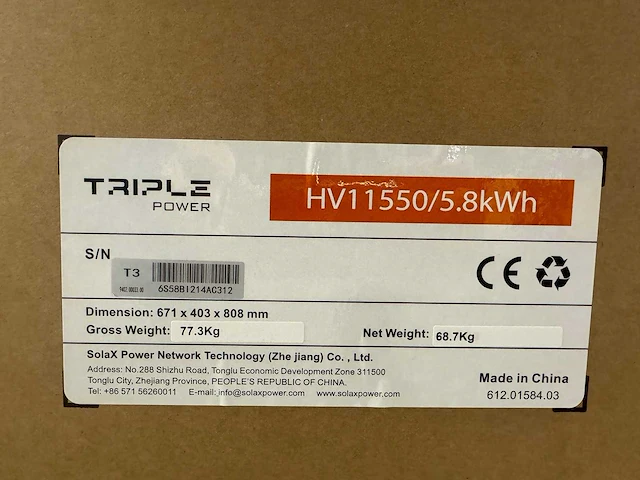 TRIPLE
POWER
HV11550/5.8kWh
S/N
T3
6S58BI214AC312
CE
Dimension: 671 x 403 x 808 mm
Gross Weight: 77.3Kg
Net Weight: 68.7Kg
SolaX Power Network Technology (Zhe jiang) Co. , Ltd.
Address: No.288 Shizhu Road, Tonglu Economic Development Zone 311500
Tonglu City, Zhejiang Province, PEOPLE'S REPUBLIC OF CHINA.
Tel: +86 571 56260011 E-mail: info@solaxpower.com www.solaxpower.com
Made in China
612.01584.03